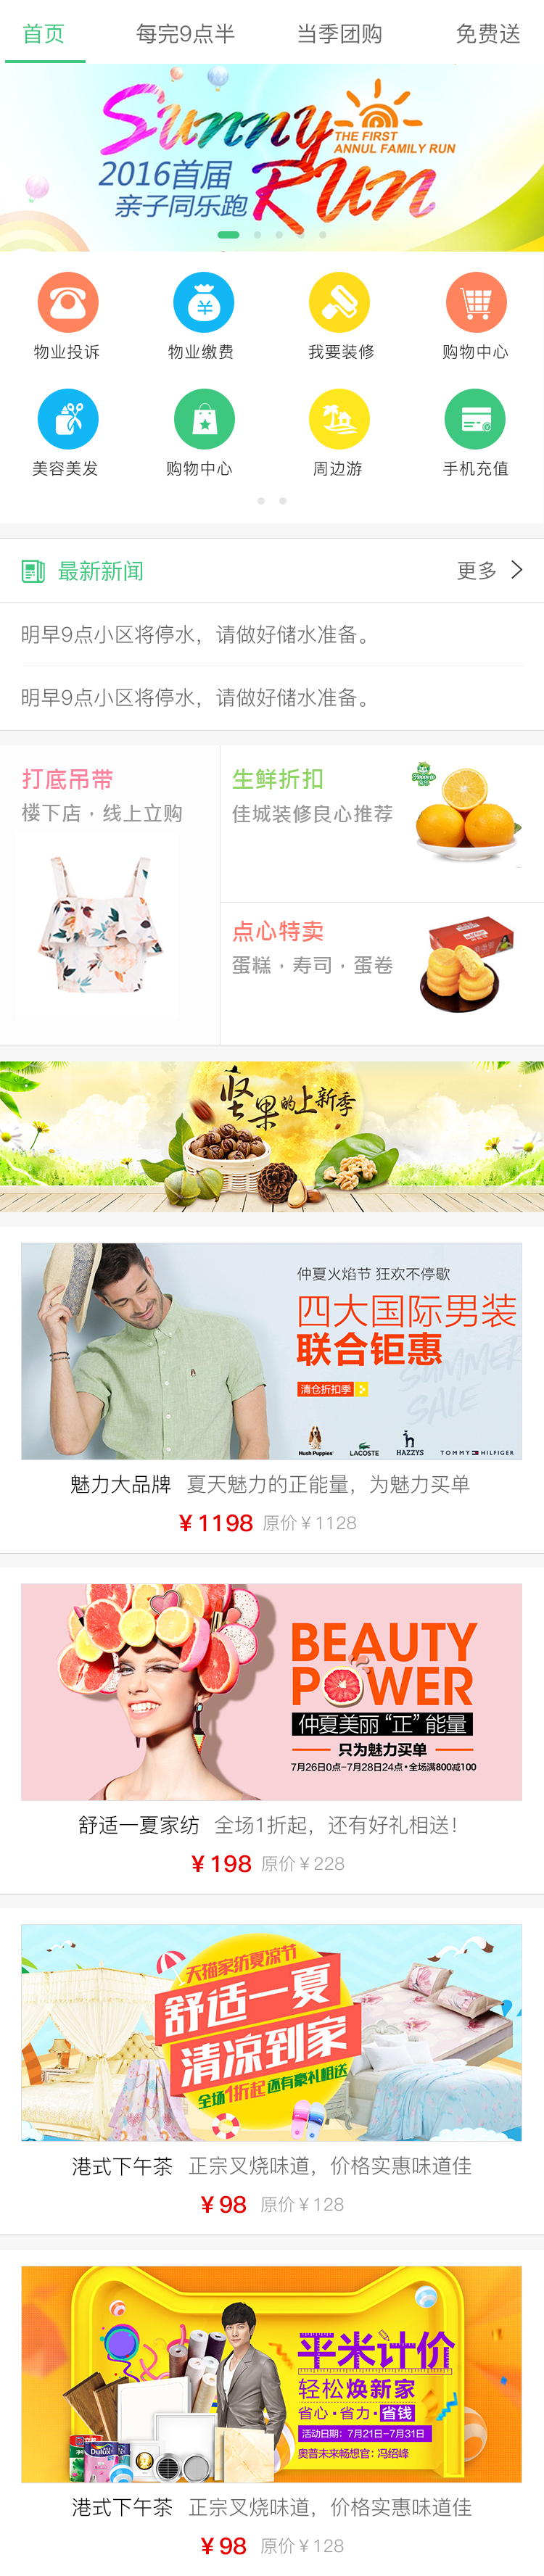 首页 每完9点半 当季团购 免费送
Sunny
THE FIRST
ANNUL FAMILY RUN
Run
2016首届
亲子同乐跑
物业投诉 物业缴费 我要装修 购物中心
美容美发 购物中心 周边游 手机充值
最新新闻 更多
明早9点小区将停水，请做好储水准备。
明早9点小区将停水，请做好储水准备。
打底吊带
楼下店·线上立购
生鲜折扣
佳城装修良心推荐
点心特卖
蛋糕·寿司·蛋卷
坚果的上新季
仲夏火焰节 狂欢不停歇
四大国际男装
联合钜惠
SUMMER
SALE
清仓折扣季
Hush Puppies LACOSTE HAZZYS TOMMY HILFIGER
魅力大品牌 夏天魅力的正能量，为魅力买单
¥1198 原价¥1128
BEAUTY
POWER
仲夏美丽“正”能量
只为魅力买单
7月26日0点-7月28日24点·全场满800减100
舒适一夏家纺 全场1折起，还有好礼相送！
¥198 原价¥228
天猫家纺夏凉节
舒适一夏
清凉到家
全场1折起还有豪礼相送
港式下午茶 正宗叉烧味道，价格实惠味道佳
¥98 原价¥128
平米计价
轻松焕新家
省心·省力·省钱
活动日期：7月21日-7月31日
奥普未来畅想官：冯绍峰
Dulux
港式下午茶 正宗叉烧味道，价格实惠味道佳
¥98 原价¥128